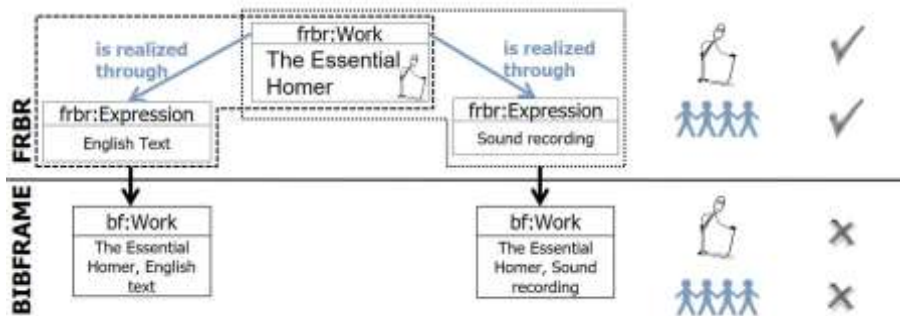 frbr:Work
The Essential
Homer
is realized
through
is realized
through
frbr:Expression
English Text
frbr:Expression
Sound recording
FRBR
bf:Work
The Essential
Homer, English
text
bf:Work
The Essential
Homer, Sound
recording
BIBFRAME